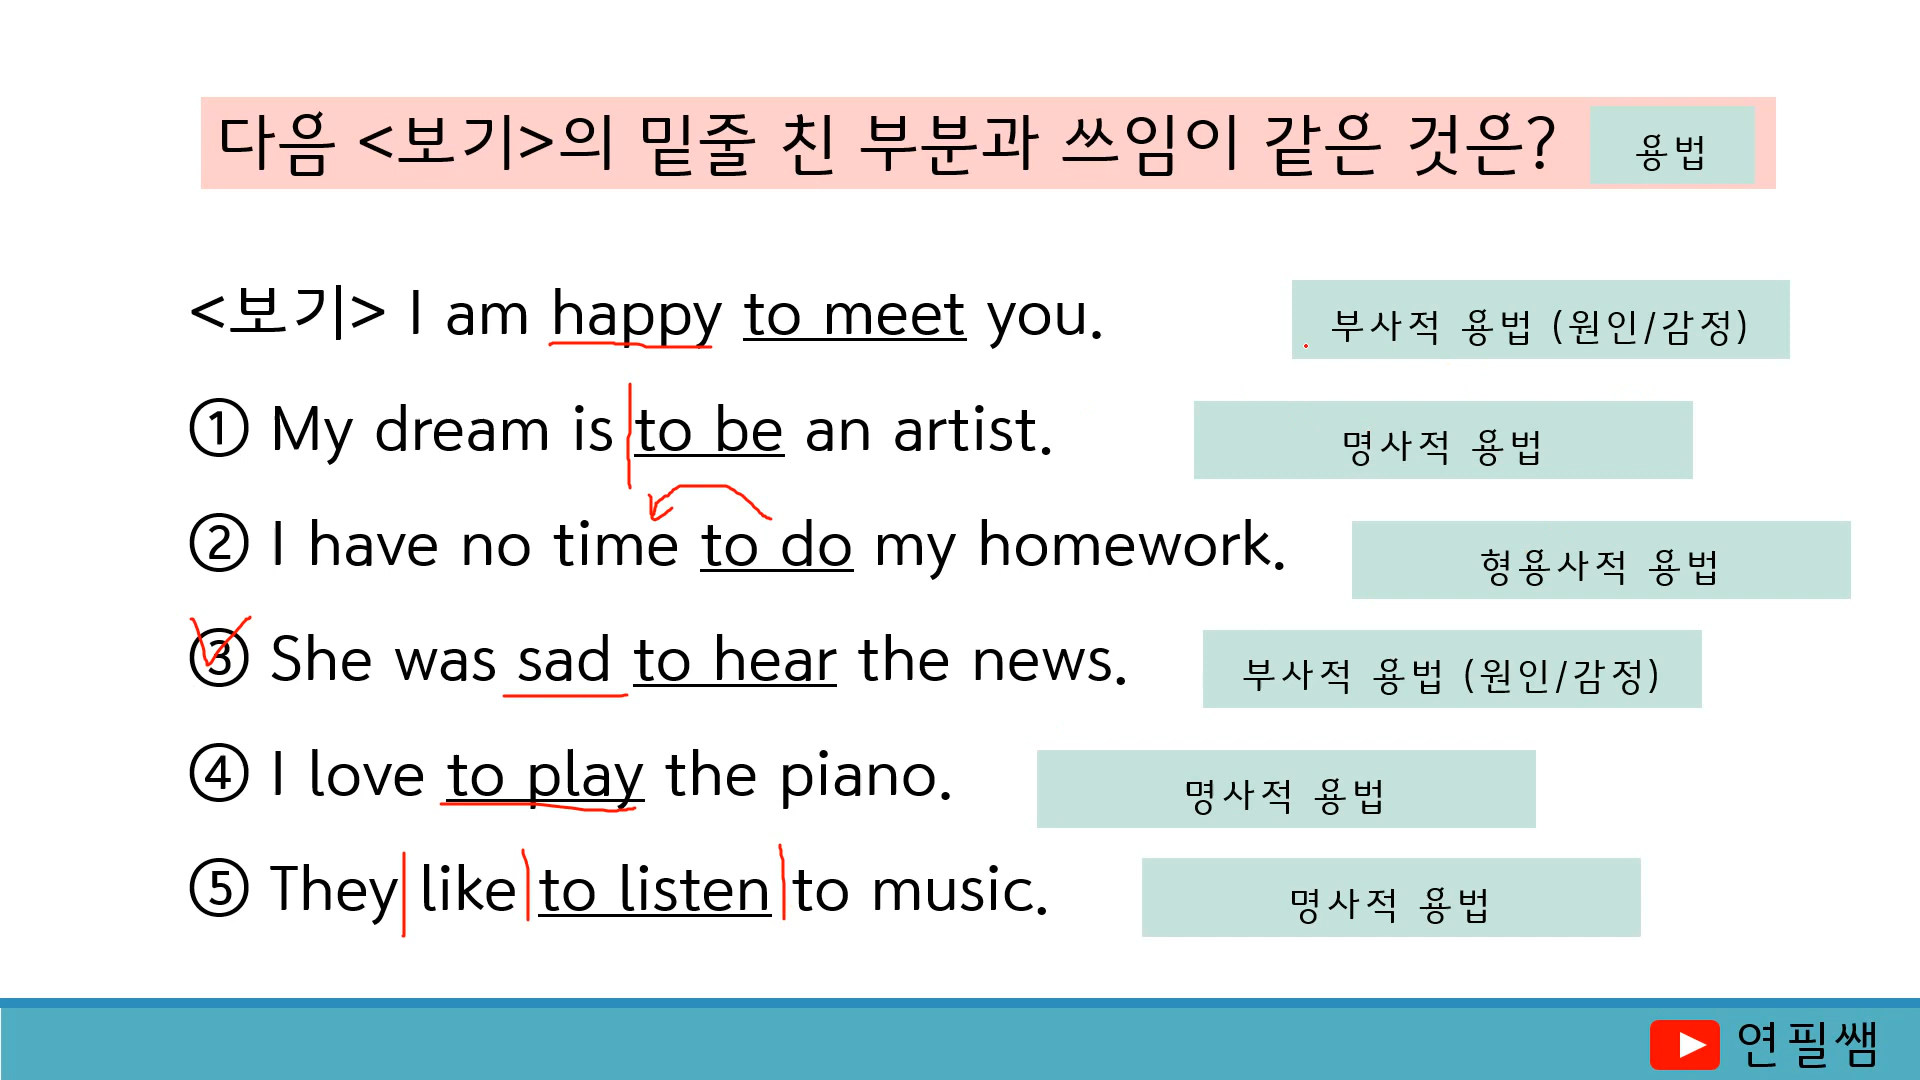 다음 <보기>의 밑줄 친 부분과 쓰임이 같은 것은? 용법
<보기> I am happy to meet you. 부사적 용법 (원인/감정)
① My dream is to be an artist. 명사적 용법
② I have no time to do my homework. 형용사적 용법
③ She was sad to hear the news. 부사적 용법 (원인/감정)
④ I love to play the piano. 명사적 용법
⑤ They like to listen to music. 명사적 용법
연필쌤